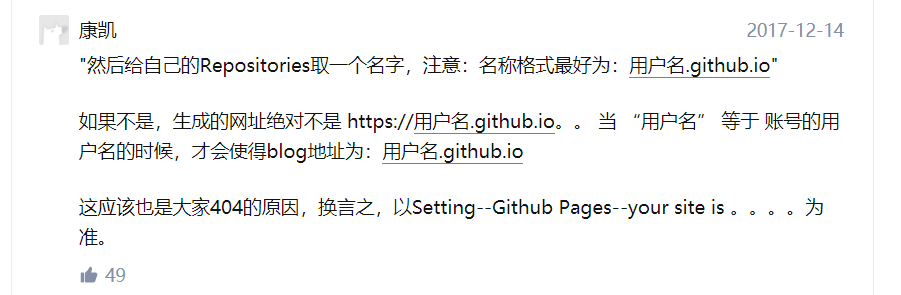 康凯
2017-12-14
"然后给自己的Repositories取一个名字，注意：名称格式最好为：用户名.github.io"
如果不是，生成的网址绝对不是 https://用户名.github.io。。 当 “用户名” 等于 账号的用
户名的时候，才会使得blog地址为：用户名.github.io
这应该也是大家404的原因，换言之，以Setting--Github Pages--your site is 。。。。为
准。
49